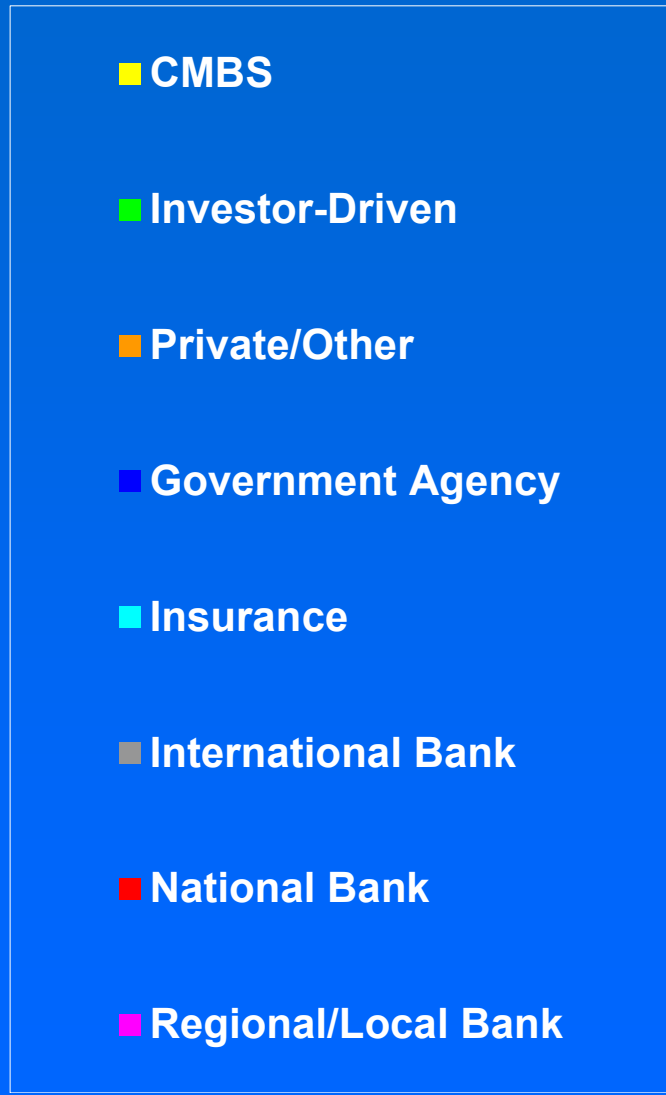 CMBS
Investor-Driven
Private/Other
Government Agency
Insurance
International Bank
National Bank
Regional/Local Bank